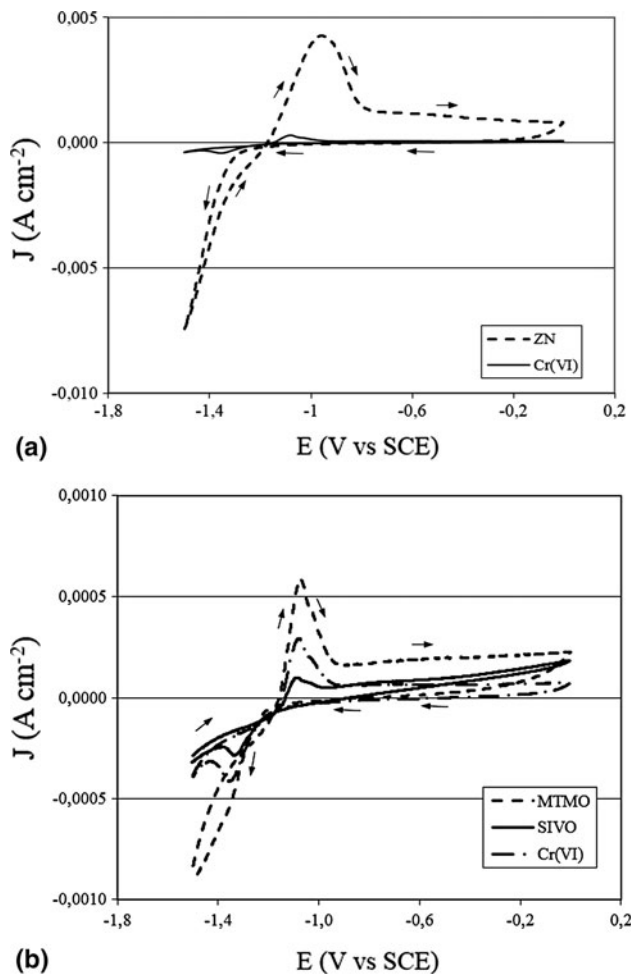 0,005
0,000
-0,005
-0,010
J (A cm⁻²)
ZN
Cr(VI)
-1,8 -1,4 -1 -0,6 -0,2 0,2
(a) E (V vs SCE)
0,0010
0,0005
0,0000
-0,0005
-0,0010
J (A cm⁻²)
MTMO
SIVO
Cr(VI)
-1,8 -1,4 -1,0 -0,6 -0,2 0,2
(b) E (V vs SCE)